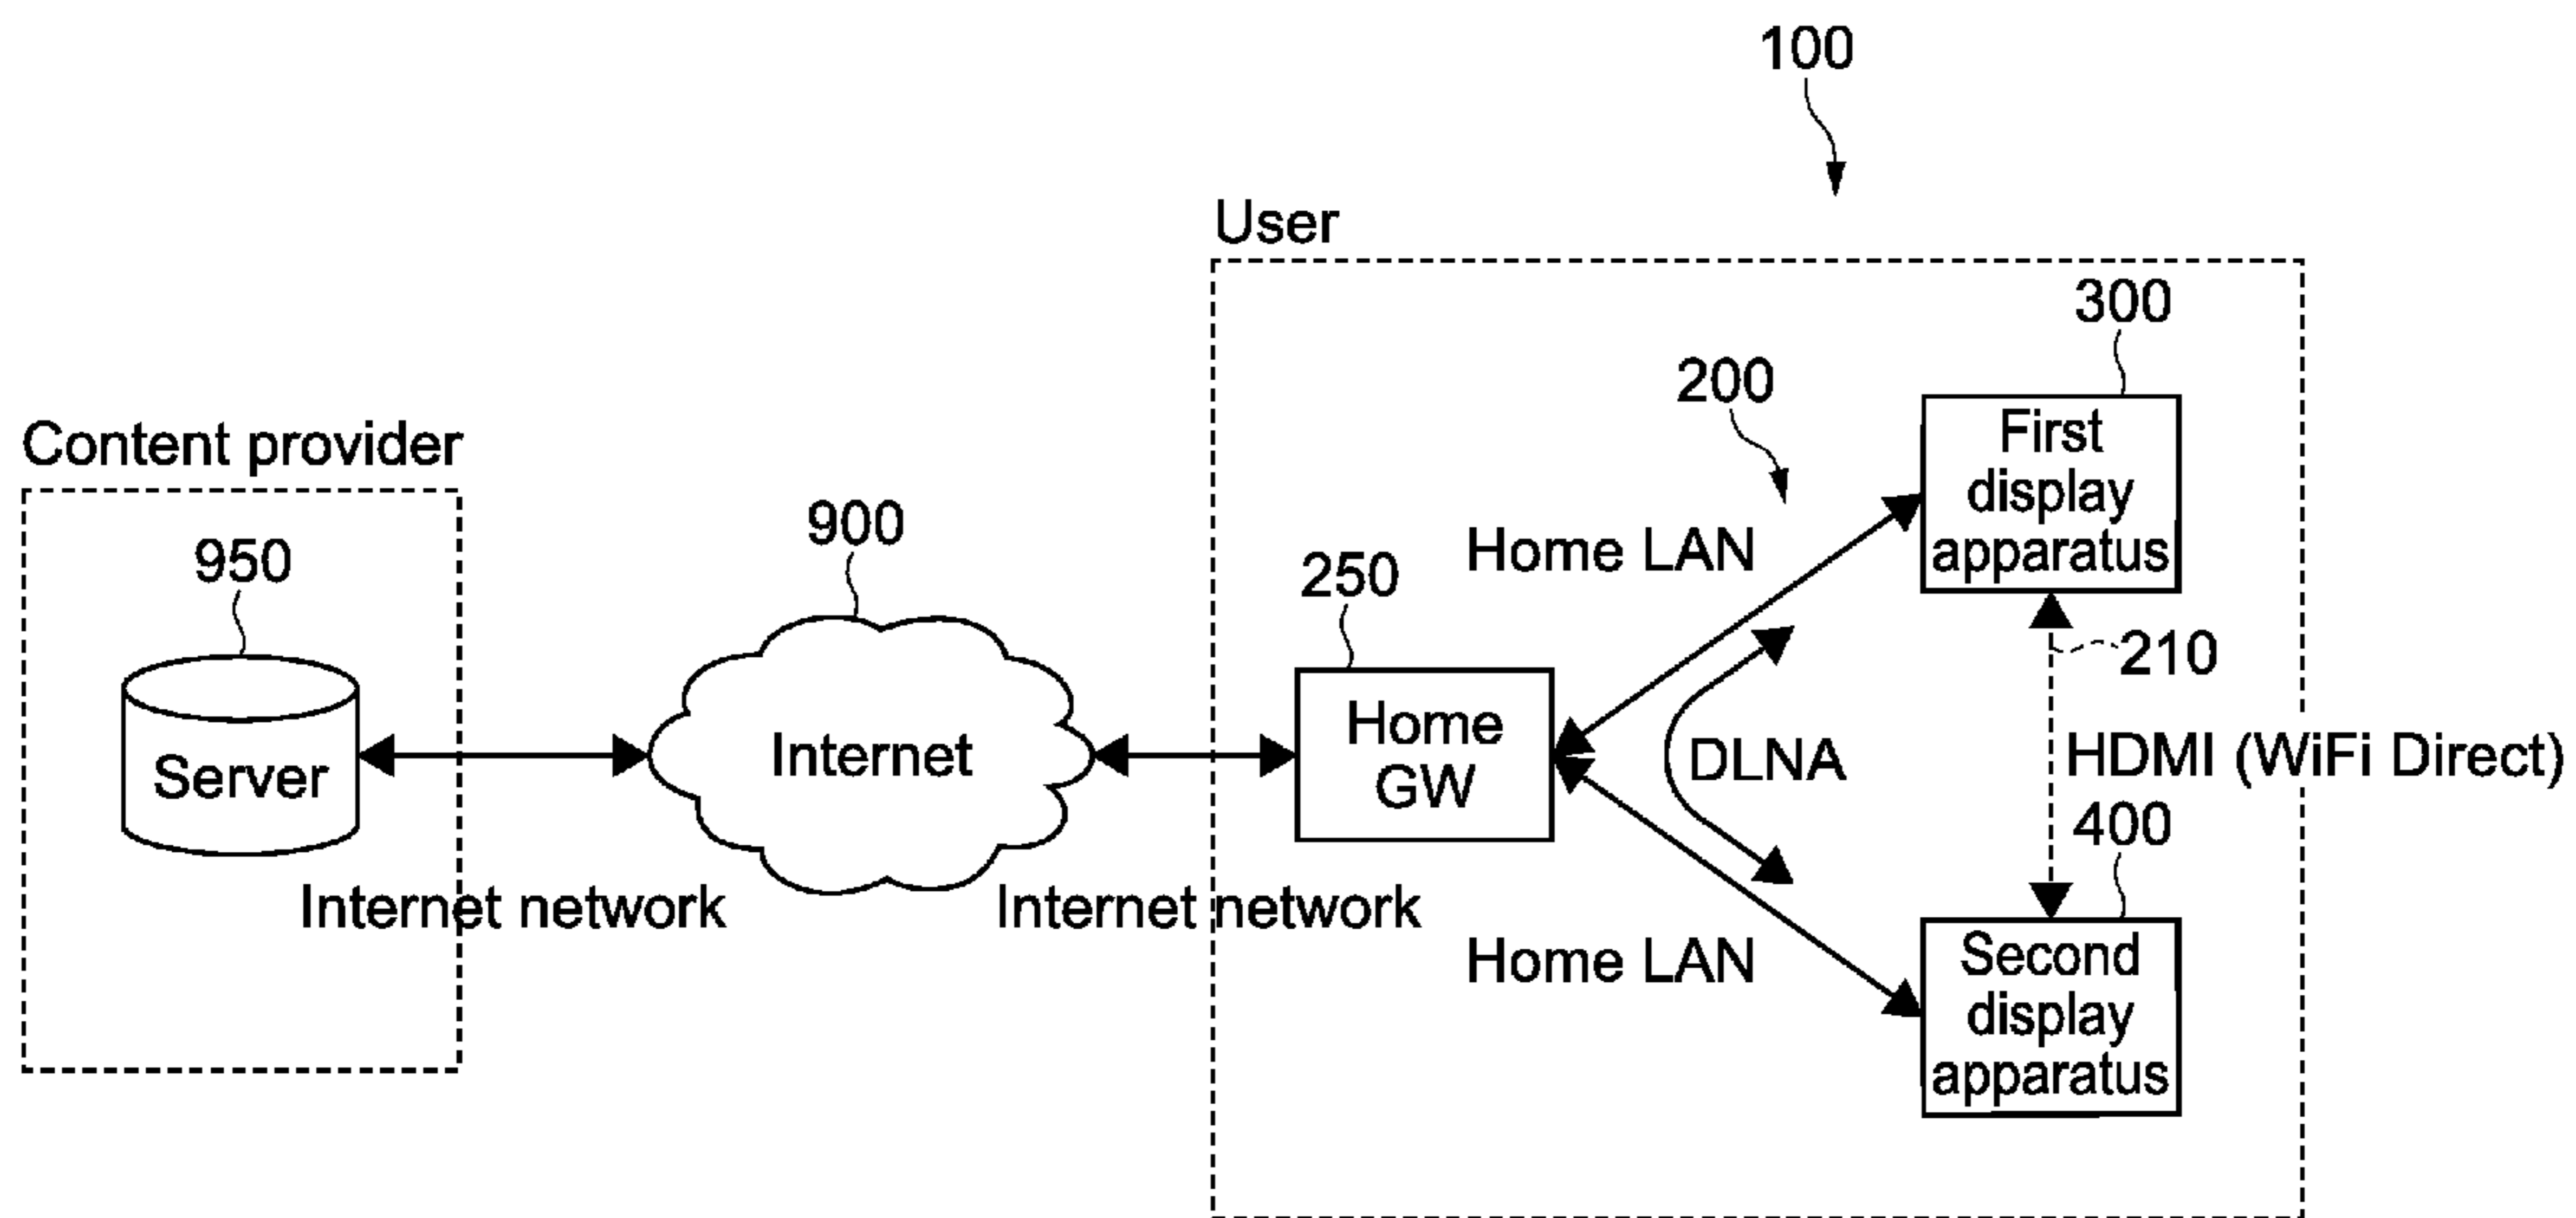 100
User
300
200
First
display
apparatus
Content provider
950
900
Home LAN
250
210
Server
Internet
Home
GW
DLNA
HDMI (WiFi Direct)
400
Internet network
Internet network
Home LAN
Second
display
apparatus